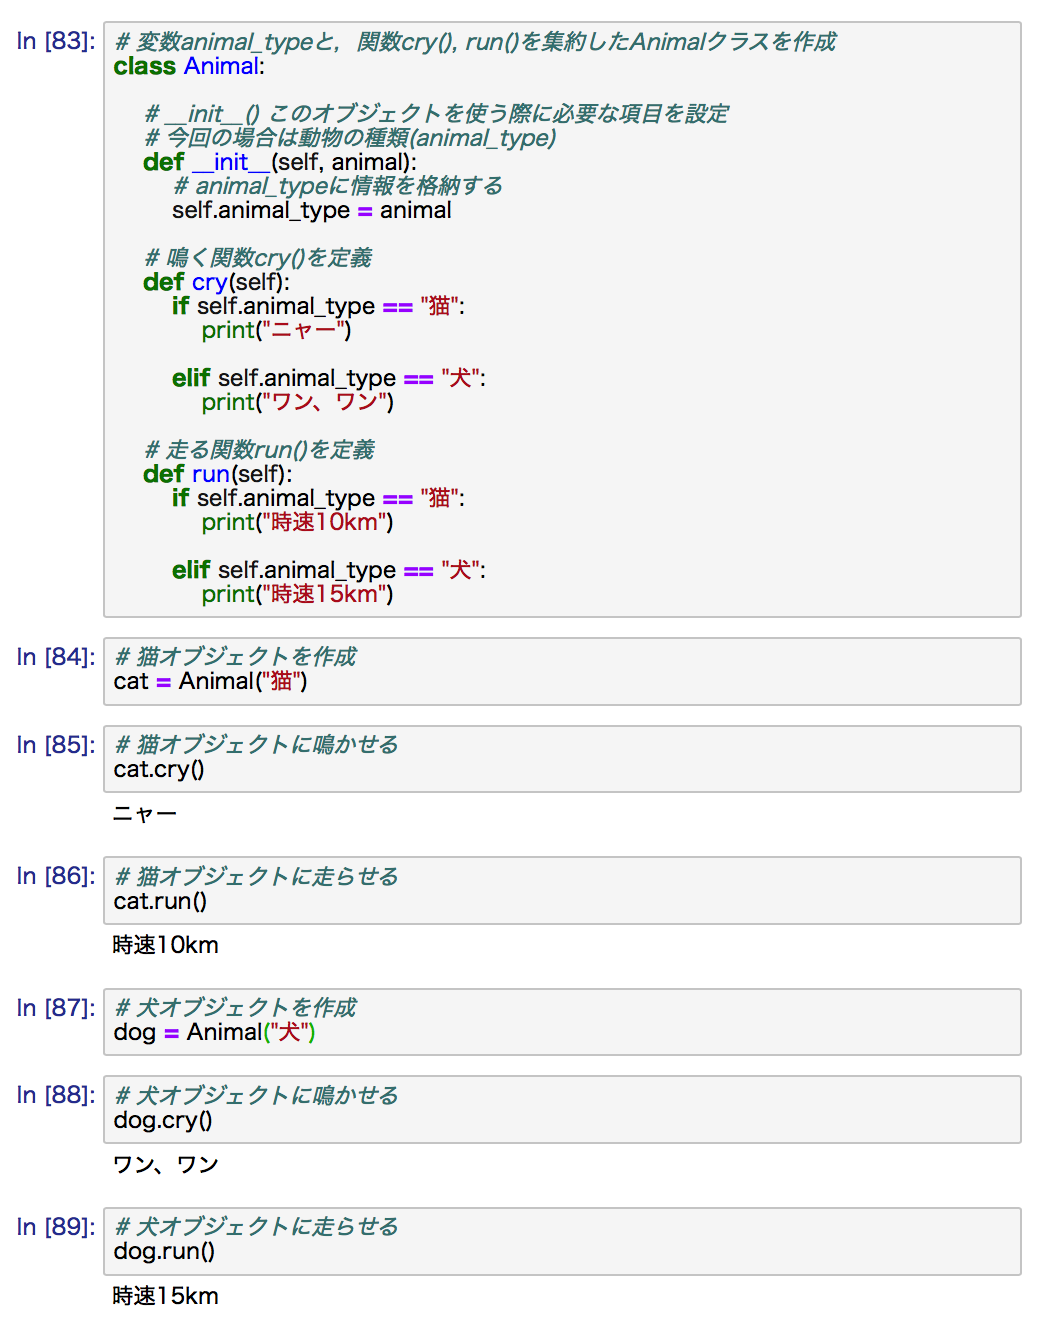 In [83]:
# 変数animal_typeと，関数cry(), run()を集約したAnimalクラスを作成
class Animal:
# __init__() このオブジェクトを使う際に必要な項目を設定
# 今回の場合は動物の種類(animal_type)
def __init__(self, animal):
# animal_typeに情報を格納する
self.animal_type = animal
# 鳴く関数cry()を定義
def cry(self):
if self.animal_type == "猫":
print("ニャー")
elif self.animal_type == "犬":
print("ワン、ワン")
# 走る関数run()を定義
def run(self):
if self.animal_type == "猫":
print("時速10km")
elif self.animal_type == "犬":
print("時速15km")
In [84]:
# 猫オブジェクトを作成
cat = Animal("猫")
In [85]:
# 猫オブジェクトに鳴かせる
cat.cry()
ニャー
In [86]:
# 猫オブジェクトに走らせる
cat.run()
時速10km
In [87]:
# 犬オブジェクトを作成
dog = Animal("犬")
In [88]:
# 犬オブジェクトに鳴かせる
dog.cry()
ワン、ワン
In [89]:
# 犬オブジェクトに走らせる
dog.run()
時速15km